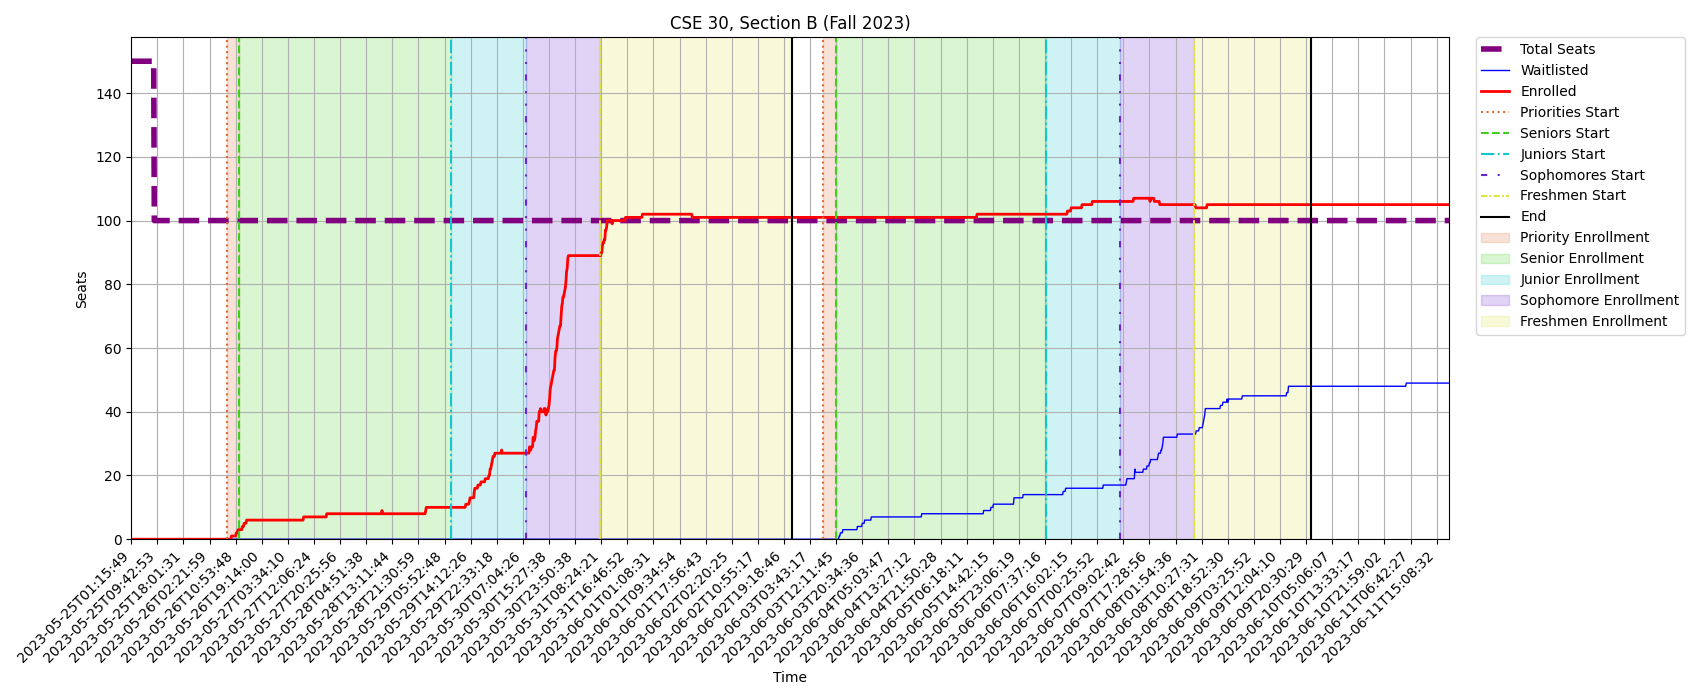 CSE 30, Section B (Fall 2023)
Seats
140
120
100
80
60
40
20
0
2023-05-25T01:15:49
2023-05-25T09:42:53
2023-05-25T18:01:31
2023-05-26T02:21:59
2023-05-26T10:53:48
2023-05-26T19:14:00
2023-05-27T03:34:10
2023-05-27T12:06:24
2023-05-27T20:25:56
2023-05-28T04:51:38
2023-05-28T13:11:44
2023-05-28T21:30:59
2023-05-29T05:52:48
2023-05-29T14:12:26
2023-05-29T22:33:18
2023-05-30T07:04:26
2023-05-30T15:27:38
2023-05-30T23:50:38
2023-05-31T08:24:21
2023-05-31T16:46:52
2023-06-01T01:08:31
2023-06-01T09:34:54
2023-06-01T17:56:43
2023-06-02T02:20:25
2023-06-02T10:55:17
2023-06-02T19:18:46
2023-06-03T03:43:17
2023-06-03T12:11:45
2023-06-03T20:34:36
2023-06-04T05:03:47
2023-06-04T13:27:12
2023-06-04T21:50:28
2023-06-05T06:18:11
2023-06-05T14:42:15
2023-06-05T23:06:19
2023-06-06T07:37:16
2023-06-06T16:02:15
2023-06-07T00:25:52
2023-06-07T09:02:42
2023-06-07T17:28:56
2023-06-08T01:54:36
2023-06-08T10:27:31
2023-06-08T18:52:30
2023-06-09T03:25:52
2023-06-09T12:04:10
2023-06-09T20:30:29
2023-06-10T05:06:07
2023-06-10T13:33:17
2023-06-10T21:59:02
2023-06-11T06:42:27
2023-06-11T15:08:32
Time
Total Seats
Waitlisted
Enrolled
Priorities Start
Seniors Start
Juniors Start
Sophomores Start
Freshmen Start
End
Priority Enrollment
Senior Enrollment
Junior Enrollment
Sophomore Enrollment
Freshmen Enrollment